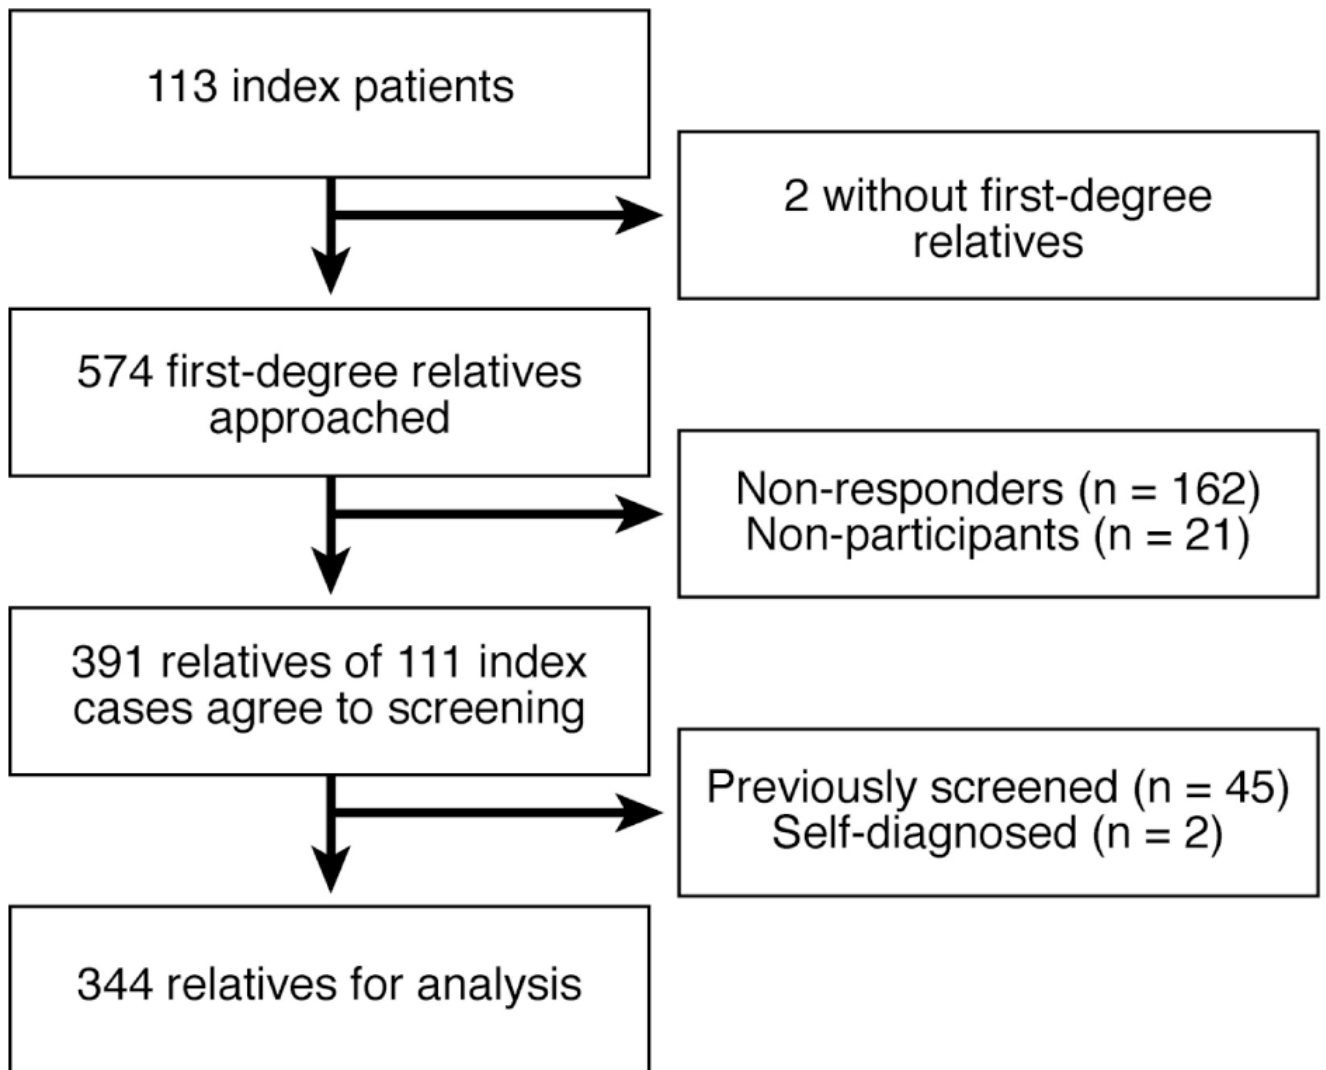 113 index patients
2 without first-degree
relatives
574 first-degree relatives
approached
Non-responders (n = 162)
Non-participants (n = 21)
391 relatives of 111 index
cases agree to screening
Previously screened (n = 45)
Self-diagnosed (n = 2)
344 relatives for analysis